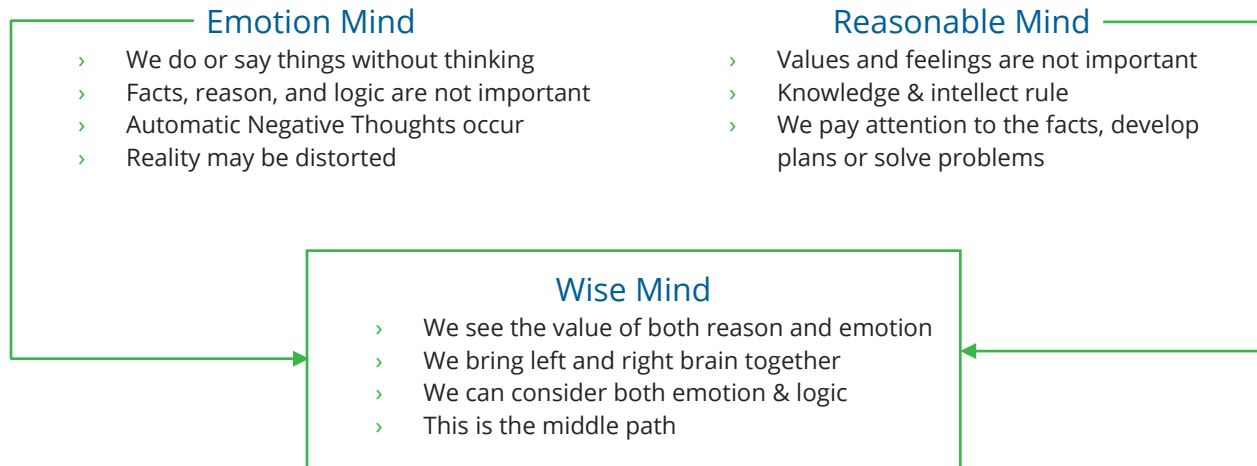 Emotion Mind
› We do or say things without thinking
› Facts, reason, and logic are not important
› Automatic Negative Thoughts occur
› Reality may be distorted
Reasonable Mind
› Values and feelings are not important
› Knowledge & intellect rule
› We pay attention to the facts, develop
plans or solve problems
Wise Mind
› We see the value of both reason and emotion
› We bring left and right brain together
› We can consider both emotion & logic
› This is the middle path